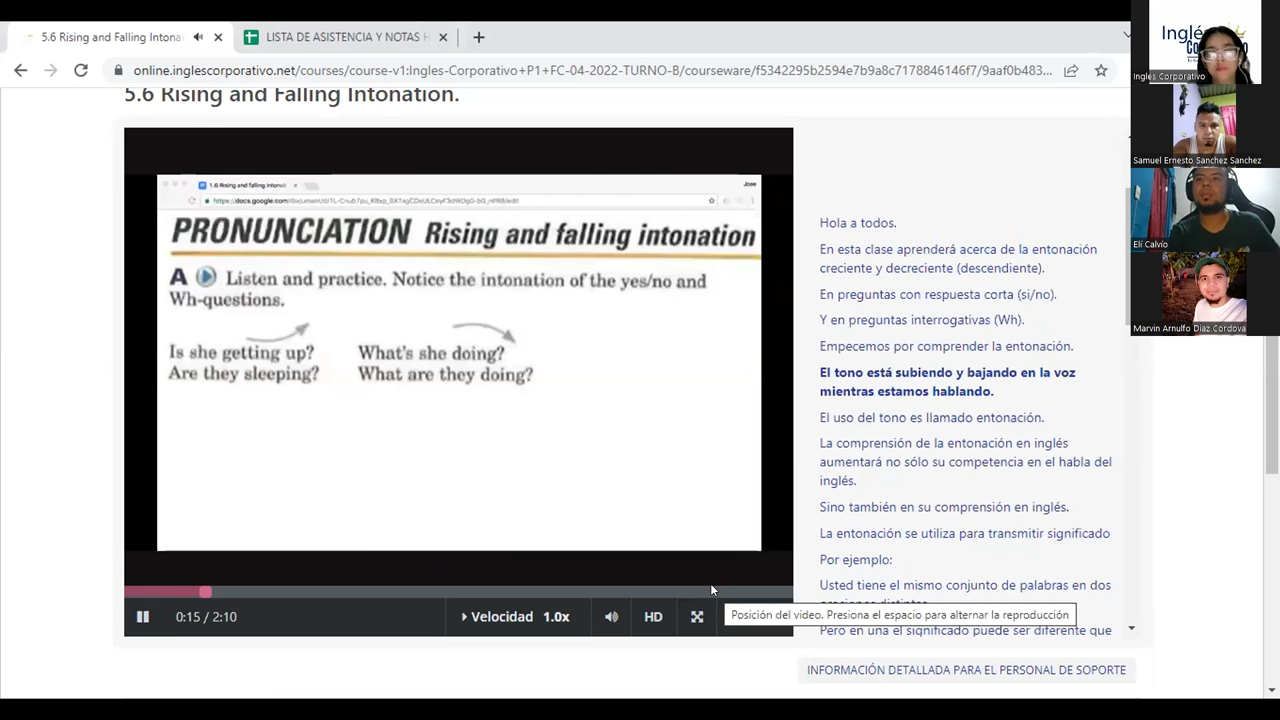 5.6 Rising and Falling Intona
LISTA DE ASISTENCIA Y NOTAS H
online.inglescorporativo.net/courses/course-v1:Ingles-Corporativo+P1+FC-04-2022-TURNO-B/courseware/f5342295b2594e7b9a8c7178846146f7/9aaf0b483...
5.6 Rising and Falling Intonation.
1.6 Rising and falling intonati
Jose
PRONUNCIATION Rising and falling intonation
A Listen and practice. Notice the intonation of the yes/no and
Wh-questions.
Is she getting up? What's she doing?
Are they sleeping? What are they doing?
0:15 / 2:10
Velocidad 1.0x
HD
Posición del video. Presiona el espacio para alternar la reproducción
Hola a todos.
En esta clase aprenderá acerca de la entonación
creciente y decreciente (descendiente).
En preguntas con respuesta corta (si/no).
Y en preguntas interrogativas (Wh).
Empecemos por comprender la entonación.
El tono está subiendo y bajando en la voz
mientras estamos hablando.
El uso del tono es llamado entonación.
La comprensión de la entonación en inglés
aumentará no sólo su competencia en el habla del
inglés.
Sino también en su comprensión en inglés.
La entonación se utiliza para transmitir significado
Por ejemplo:
Usted tiene el mismo conjunto de palabras en dos
Pero en una el significado puede ser diferente que
INFORMACIÓN DETALLADA PARA EL PERSONAL DE SOPORTE
Ingles Corporativo
Samuel Ernesto Sanchez Sanchez
Elí Calvío
Marvin Arnulfo Diaz Cordova